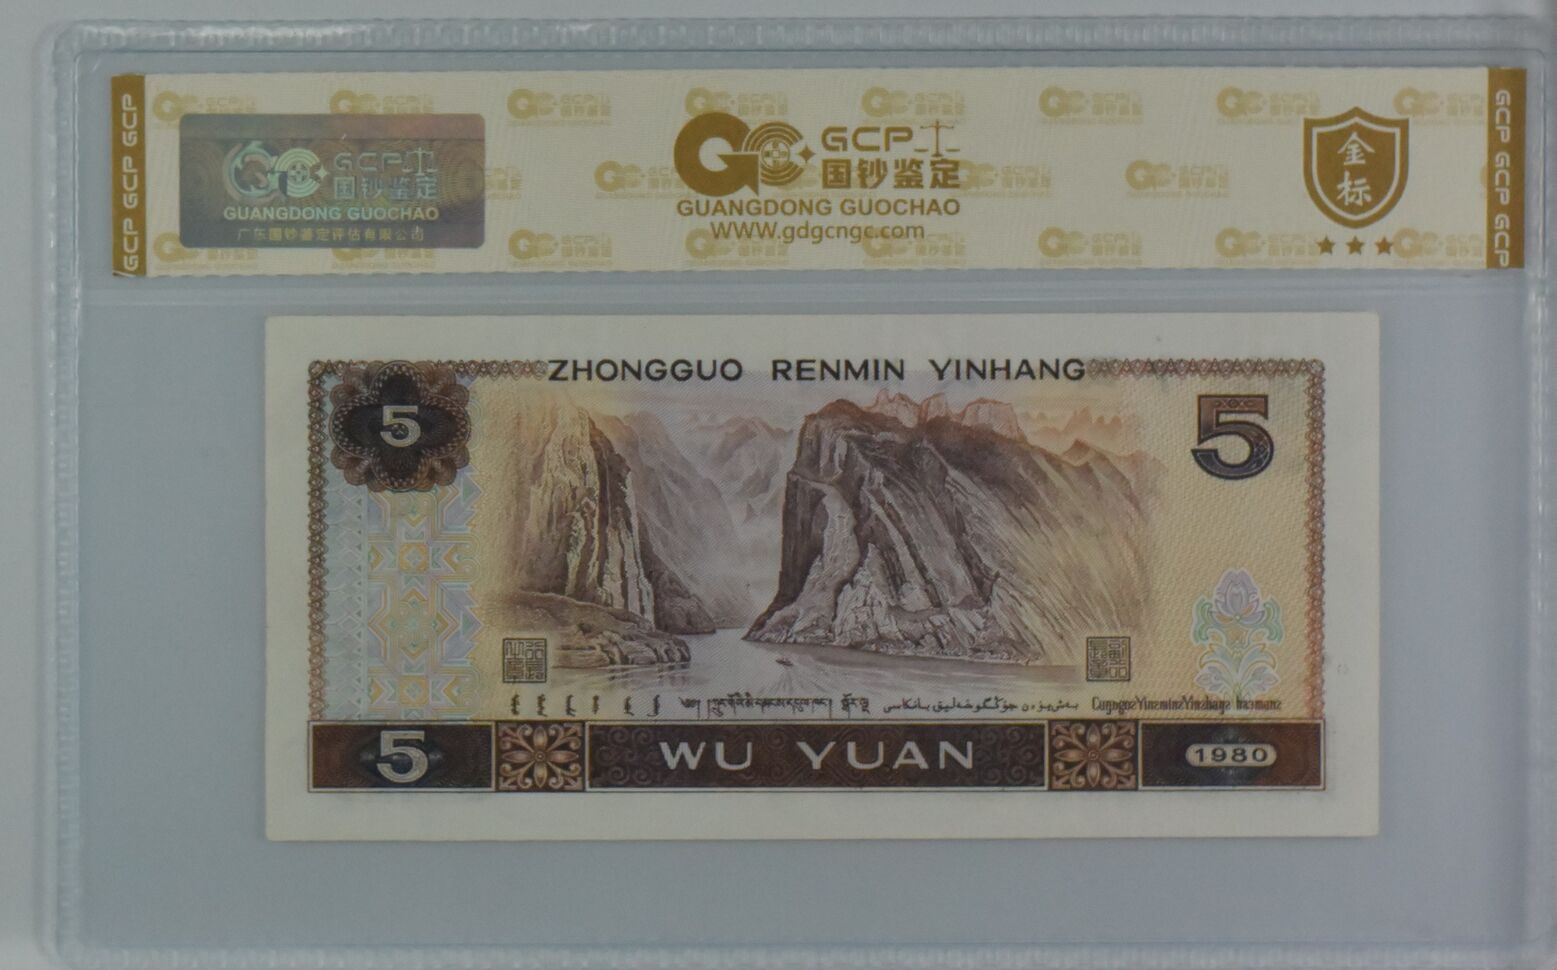 GCP GCP GCP
GCP
国钞鉴定
GUANGDONG GUOCHAO
广东国钞鉴定评估有限公司
GCP
国钞鉴定
GUANGDONG GUOCHAO
WWW.gdgcngc.com
金
标
GCP GCP GCP
ZHONGGUO RENMIN YINHANG
5
5
5
WU YUAN
1980